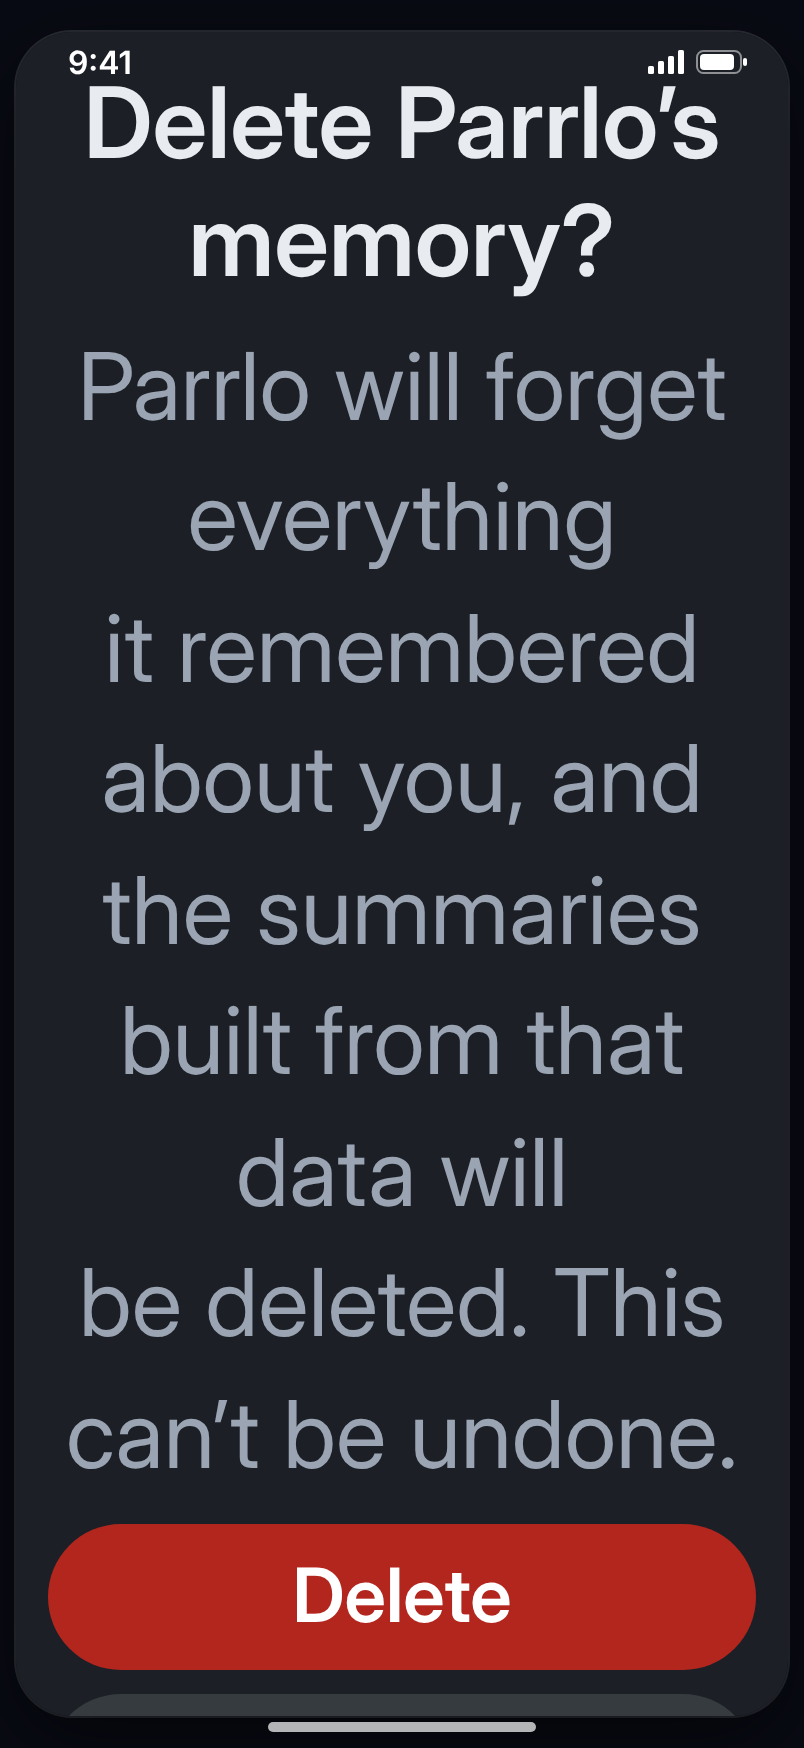 9:41
Delete Parrlo’s
memory?
Parrlo will forget
everything
it remembered
about you, and
the summaries
built from that
data will
be deleted. This
can’t be undone.
Delete